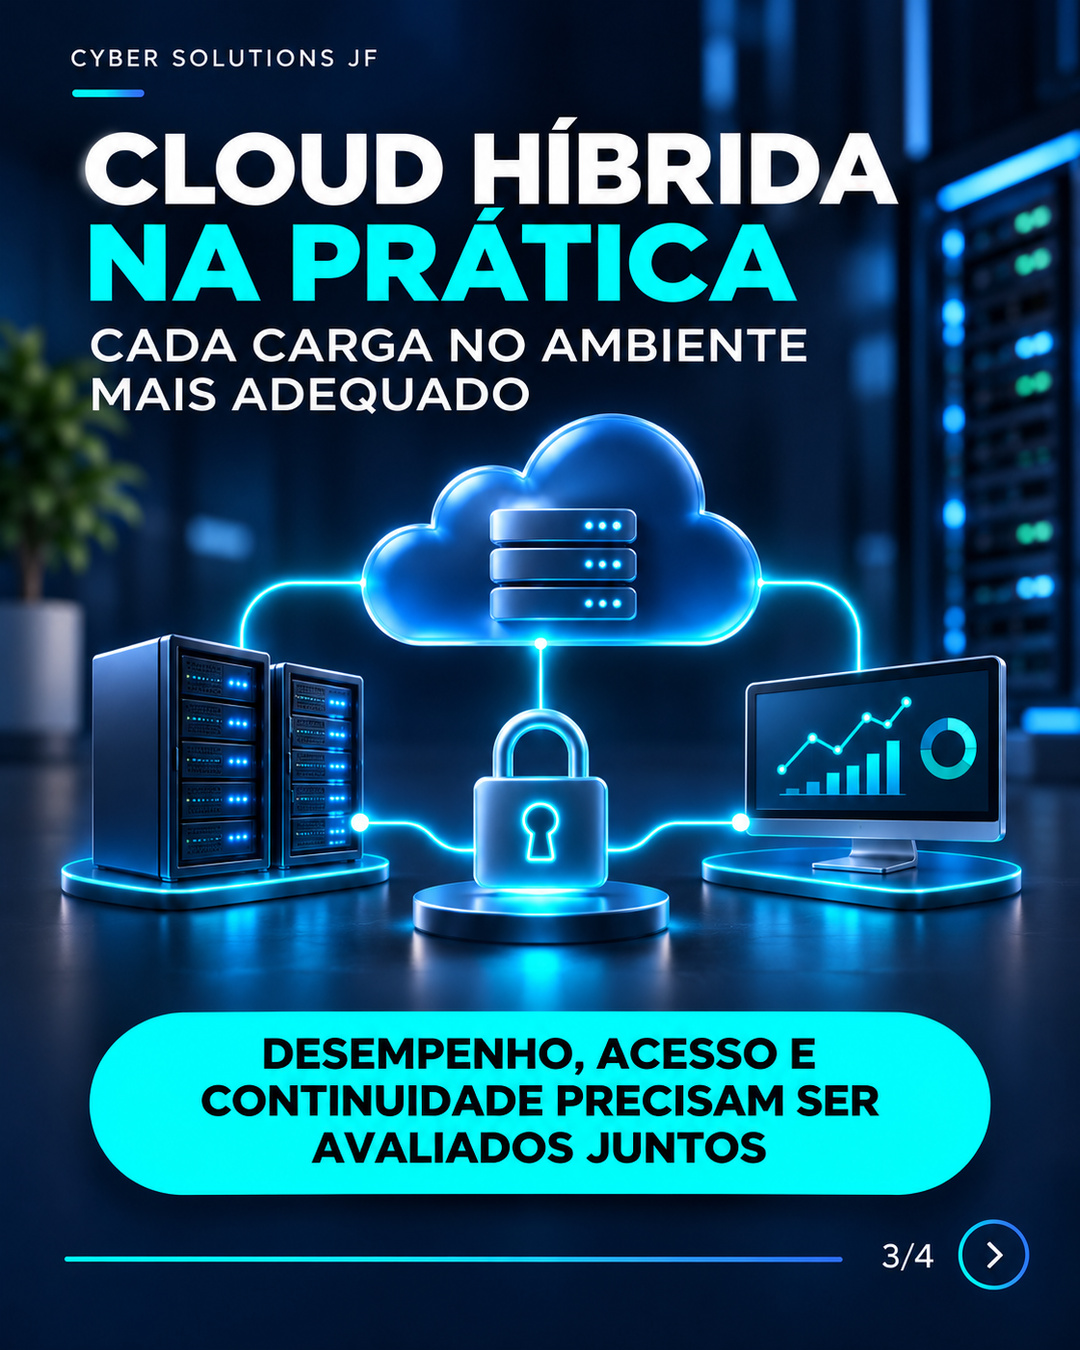 CYBER SOLUTIONS JF
CLOUD HÍBRIDA
NA PRÁTICA
CADA CARGA NO AMBIENTE
MAIS ADEQUADO
DESEMPENHO, ACESSO E
CONTINUIDADE PRECISAM SER
AVALIADOS JUNTOS
3/4